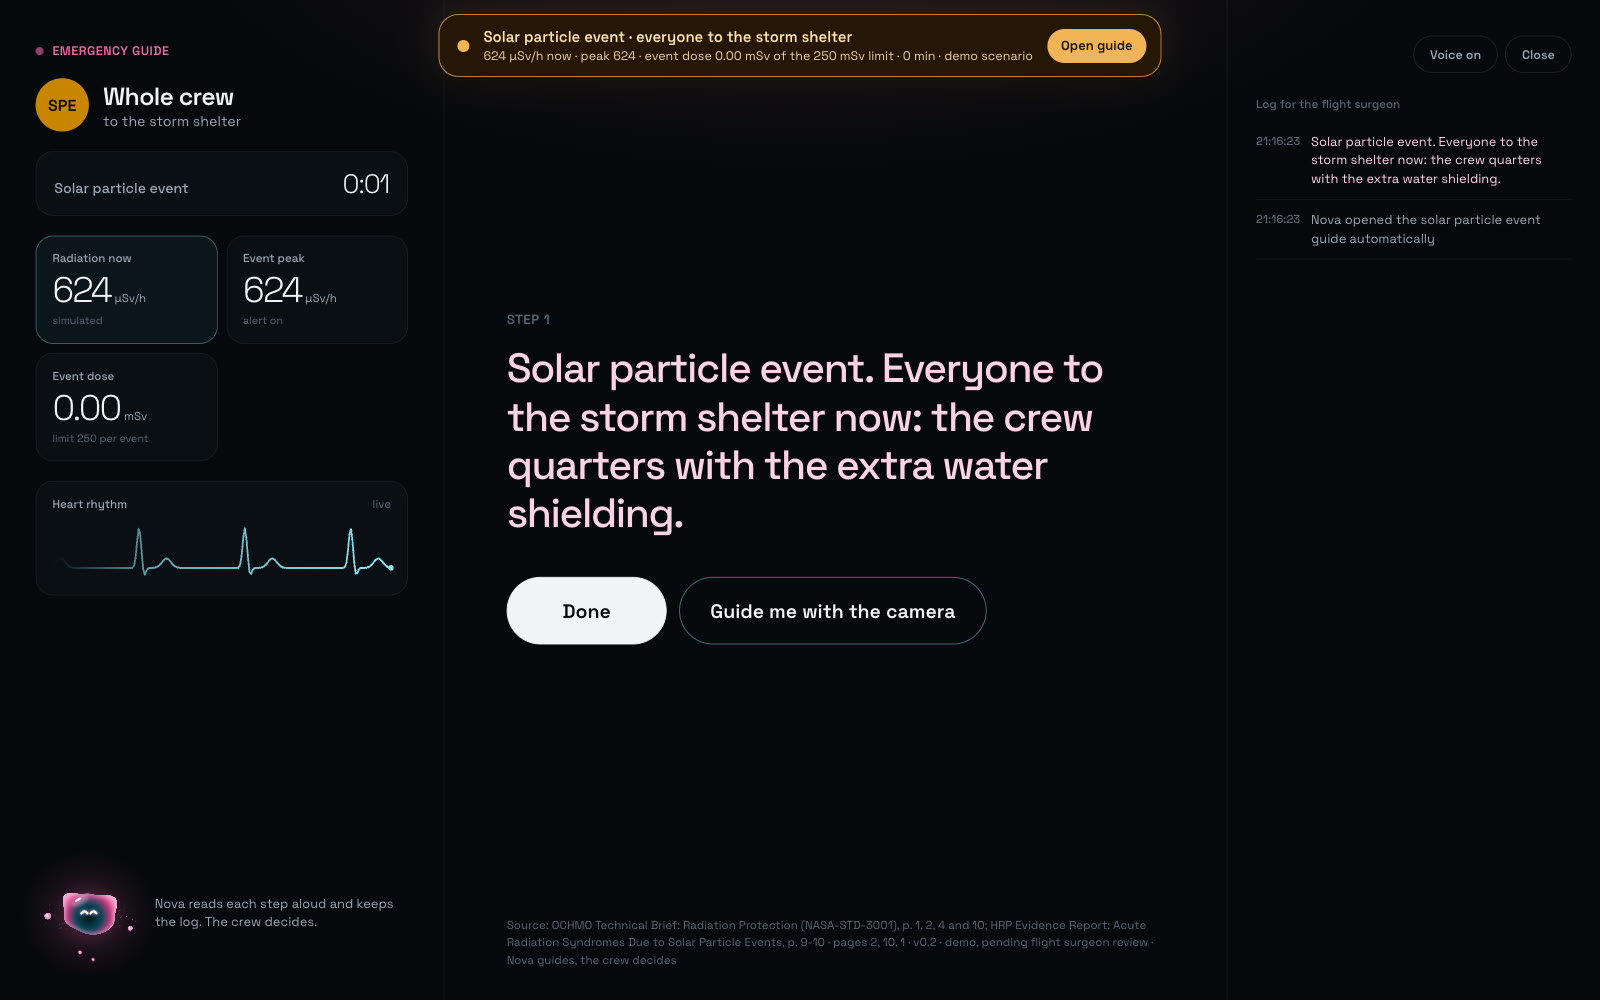 Solar particle event · everyone to the storm shelter
624 µSv/h now · peak 624 · event dose 0.00 mSv of the 250 mSv limit · 0 min · demo scenario
Open guide
EMERGENCY GUIDE
SPE
Whole crew
to the storm shelter
Solar particle event
0:01
Radiation now
624 µSv/h
simulated
Event peak
624 µSv/h
alert on
Event dose
0.00 mSv
limit 250 per event
Heart rhythm
live
Nova reads each step aloud and keeps
the log. The crew decides.
STEP 1
Solar particle event. Everyone to
the storm shelter now: the crew
quarters with the extra water
shielding.
Done
Guide me with the camera
Source: OCHMO Technical Brief: Radiation Protection (NASA-STD-3001), p. 1, 2, 4 and 10; HRP Evidence Report: Acute
Radiation Syndromes Due to Solar Particle Events, p. 9-10 · pages 2, 10, 1 · v0.2 · demo, pending flight surgeon review ·
Nova guides, the crew decides
Voice on
Close
Log for the flight surgeon
21:16:23
Solar particle event. Everyone to the
storm shelter now: the crew quarters
with the extra water shielding.
21:16:23
Nova opened the solar particle event
guide automatically